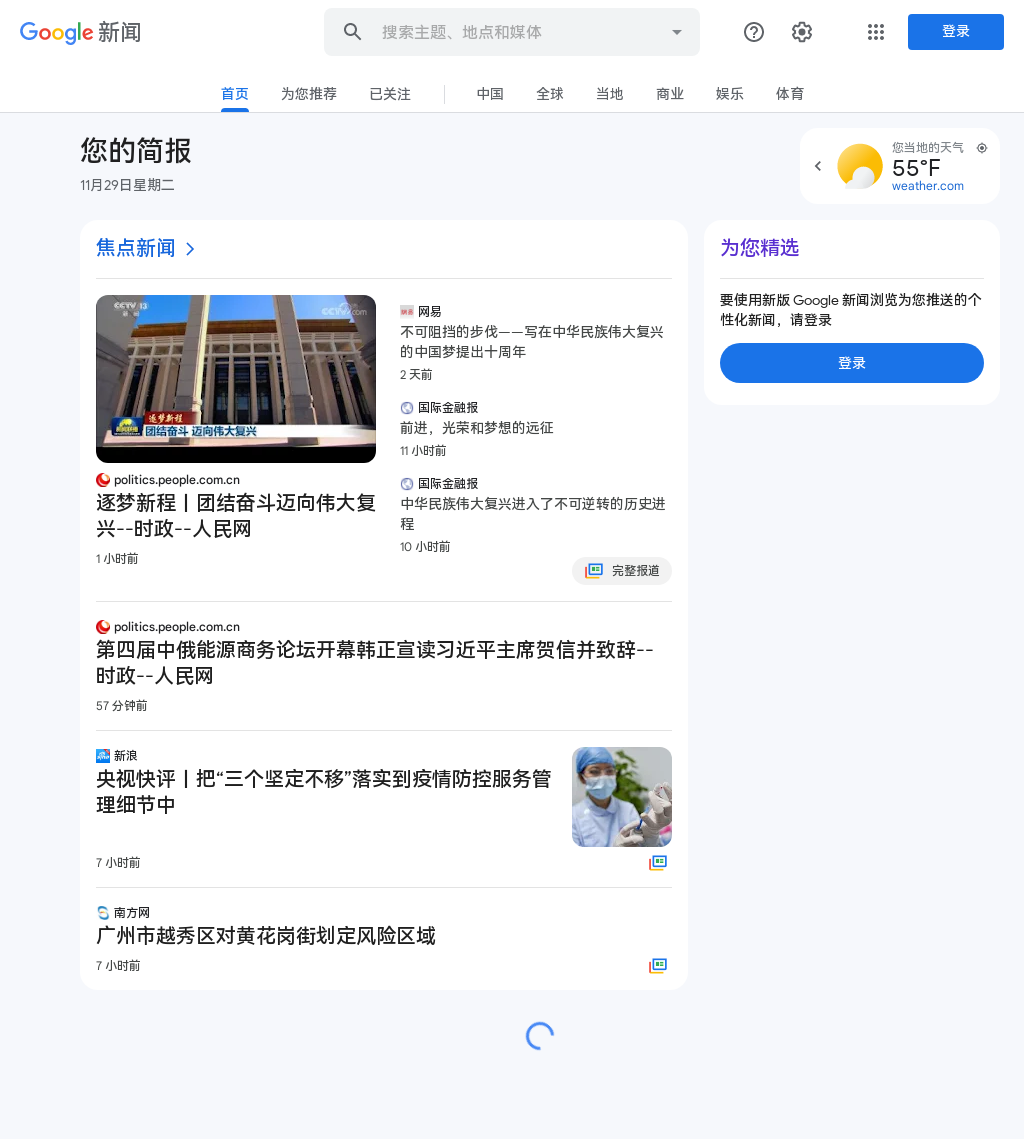 Google 新闻
搜索主题、地点和媒体
登录
首页
为您推荐
已关注
中国
全球
当地
商业
娱乐
体育
您的简报
11月29日星期二
您当地的天气
55°F
weather.com
焦点新闻
CCTV 13
新闻
CCTV.com
逐梦新程
新闻联播
团结奋斗 迈向伟大复兴
politics.people.com.cn
逐梦新程丨团结奋斗迈向伟大复
兴--时政--人民网
1 小时前
网易
不可阻挡的步伐——写在中华民族伟大复兴
的中国梦提出十周年
2 天前
国际金融报
前进，光荣和梦想的远征
11 小时前
国际金融报
中华民族伟大复兴进入了不可逆转的历史进
程
10 小时前
完整报道
politics.people.com.cn
第四届中俄能源商务论坛开幕韩正宣读习近平主席贺信并致辞--
时政--人民网
57 分钟前
新浪
央视快评丨把“三个坚定不移”落实到疫情防控服务管
理细节中
7 小时前
南方网
广州市越秀区对黄花岗街划定风险区域
7 小时前
为您精选
要使用新版 Google 新闻浏览为您推送的个
性化新闻，请登录
登录